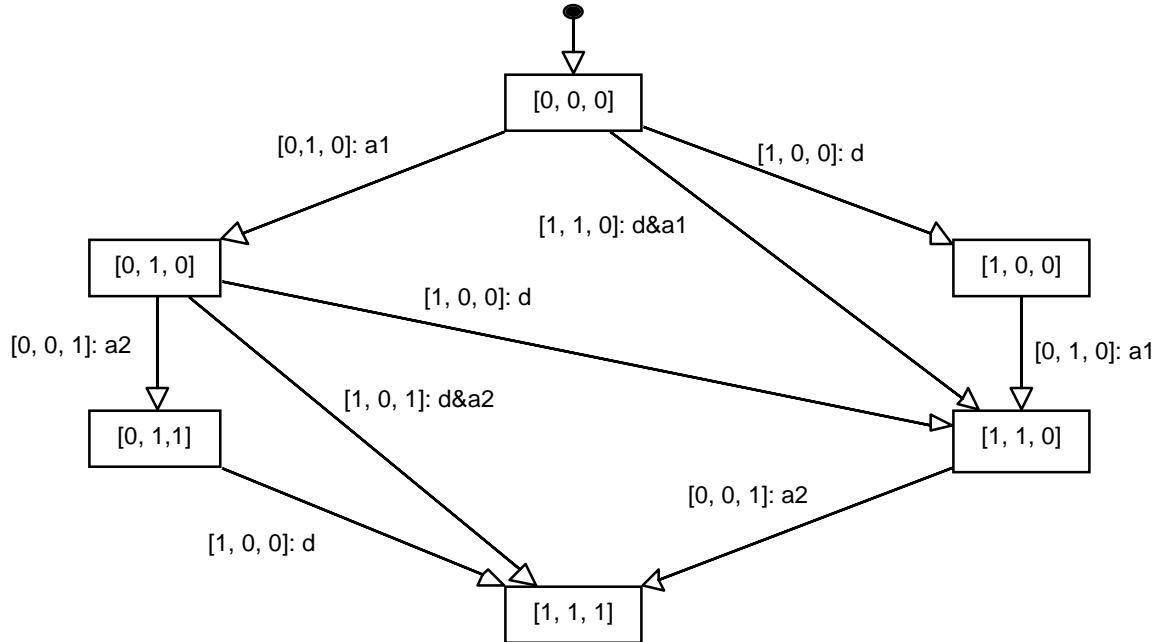 [0, 0, 0]
[0,1, 0]: a1
[1, 0, 0]: d
[1, 1, 0]: d&a1
[0, 1, 0]
[1, 0, 0]
[1, 0, 0]: d
[0, 0, 1]: a2
[0, 1, 0]: a1
[1, 0, 1]: d&a2
[0, 1,1]
[1, 1, 0]
[0, 0, 1]: a2
[1, 0, 0]: d
[1, 1, 1]